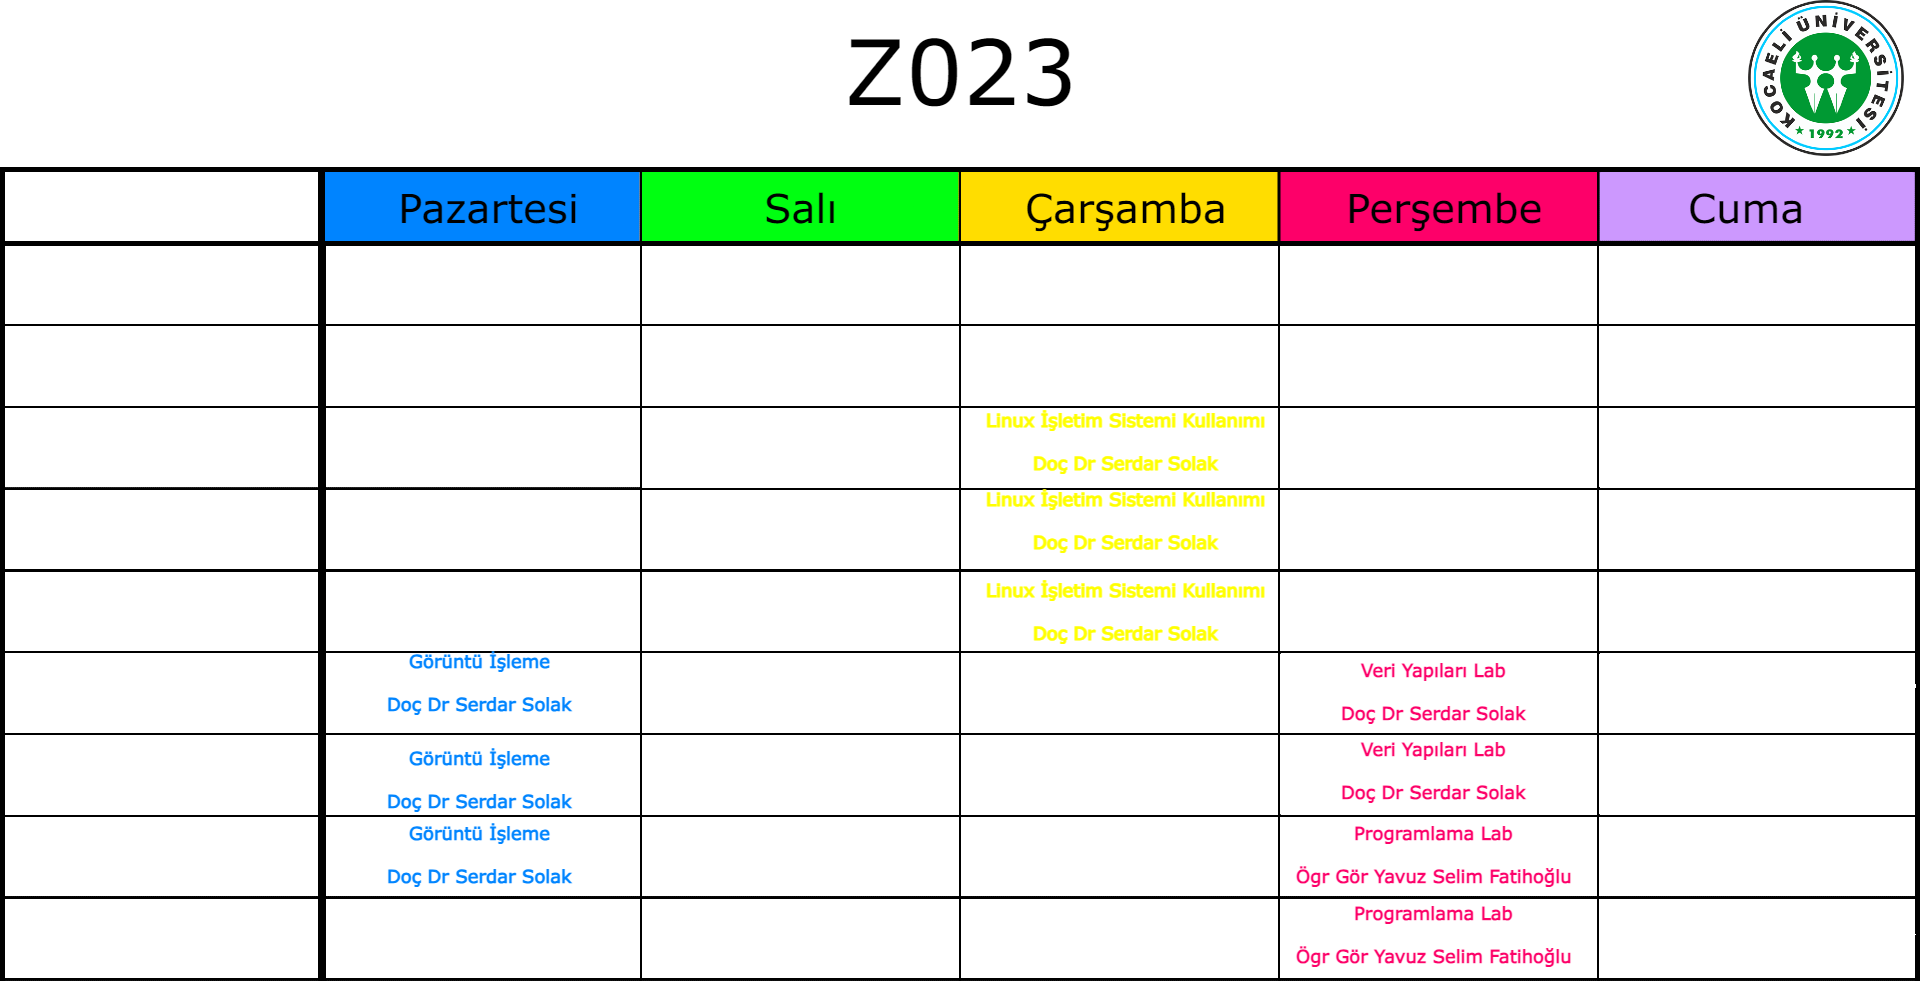 Z023
KOCAELİ ÜNİVERSİTESİ
1992
Pazartesi Salı Çarşamba Perşembe Cuma
Linux İşletim Sistemi Kullanımı
Doç Dr Serdar Solak
Linux İşletim Sistemi Kullanımı
Doç Dr Serdar Solak
Linux İşletim Sistemi Kullanımı
Doç Dr Serdar Solak
Görüntü İşleme
Doç Dr Serdar Solak
Veri Yapıları Lab
Doç Dr Serdar Solak
Görüntü İşleme
Doç Dr Serdar Solak
Veri Yapıları Lab
Doç Dr Serdar Solak
Görüntü İşleme
Doç Dr Serdar Solak
Programlama Lab
Ögr Gör Yavuz Selim Fatihoğlu
Programlama Lab
Ögr Gör Yavuz Selim Fatihoğlu